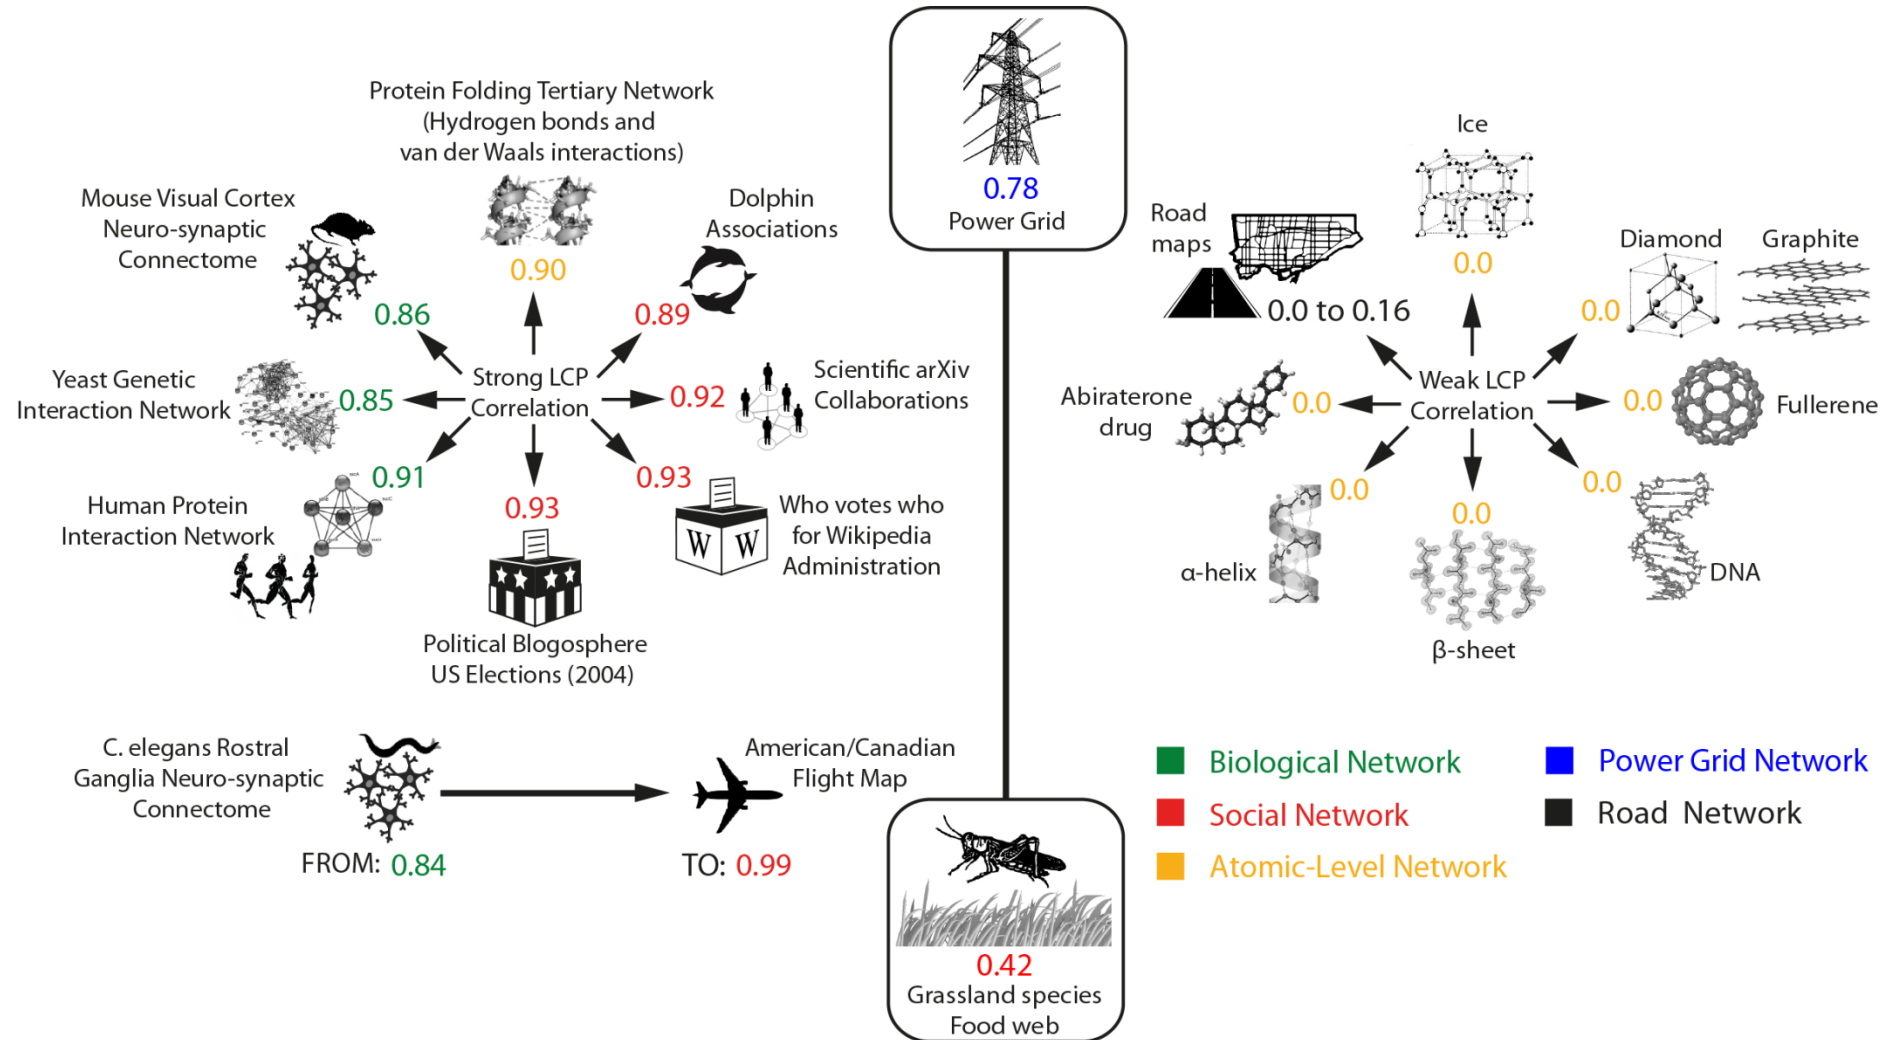 Protein Folding Tertiary Network
(Hydrogen bonds and
van der Waals interactions)
0.90
Mouse Visual Cortex
Neuro-synaptic
Connectome
0.86
Dolphin
Associations
0.89
Yeast Genetic
Interaction Network
0.85
Strong LCP
Correlation
0.92
Scientific arXiv
Collaborations
0.91
Human Protein
Interaction Network
0.93
Political Blogosphere
US Elections (2004)
0.93
W W
Who votes who
for Wikipedia
Administration
C. elegans Rostral
Ganglia Neuro-synaptic
Connectome
FROM: 0.84
American/Canadian
Flight Map
TO: 0.99
0.78
Power Grid
0.42
Grassland species
Food web
Ice
0.0
Road
maps
0.0 to 0.16
Diamond
Graphite
0.0
Abiraterone
drug
0.0
Weak LCP
Correlation
0.0
Fullerene
0.0
α-helix
0.0
β-sheet
0.0
DNA
Biological Network
Social Network
Atomic-Level Network
Power Grid Network
Road Network